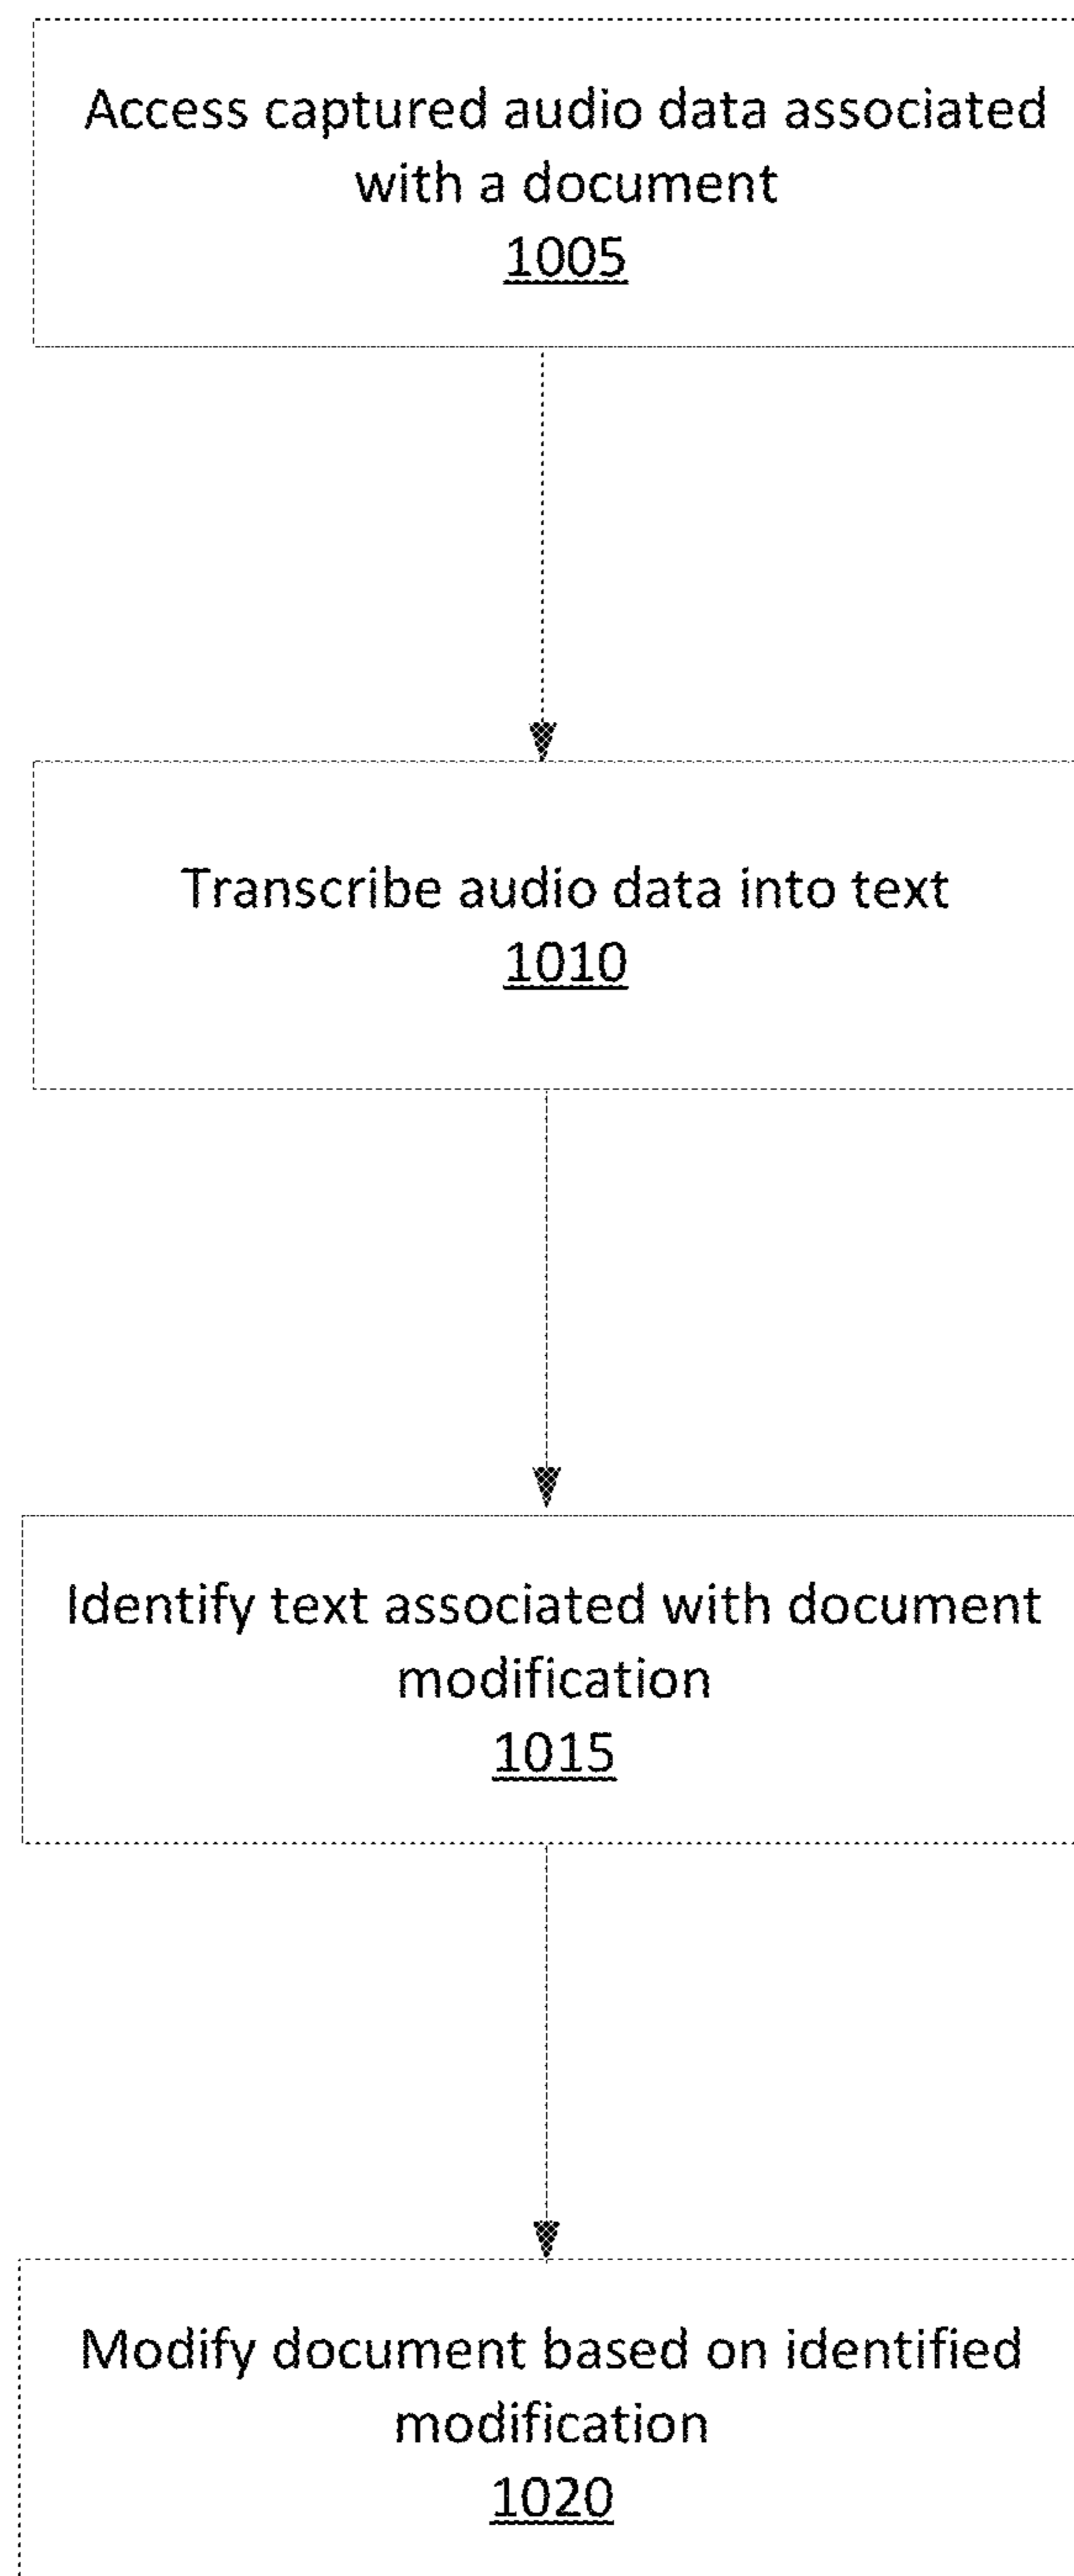 Access captured audio data associated
with a document
1005
Transcribe audio data into text
1010
Identify text associated with document
modification
1015
Modify document based on identified
modification
1020